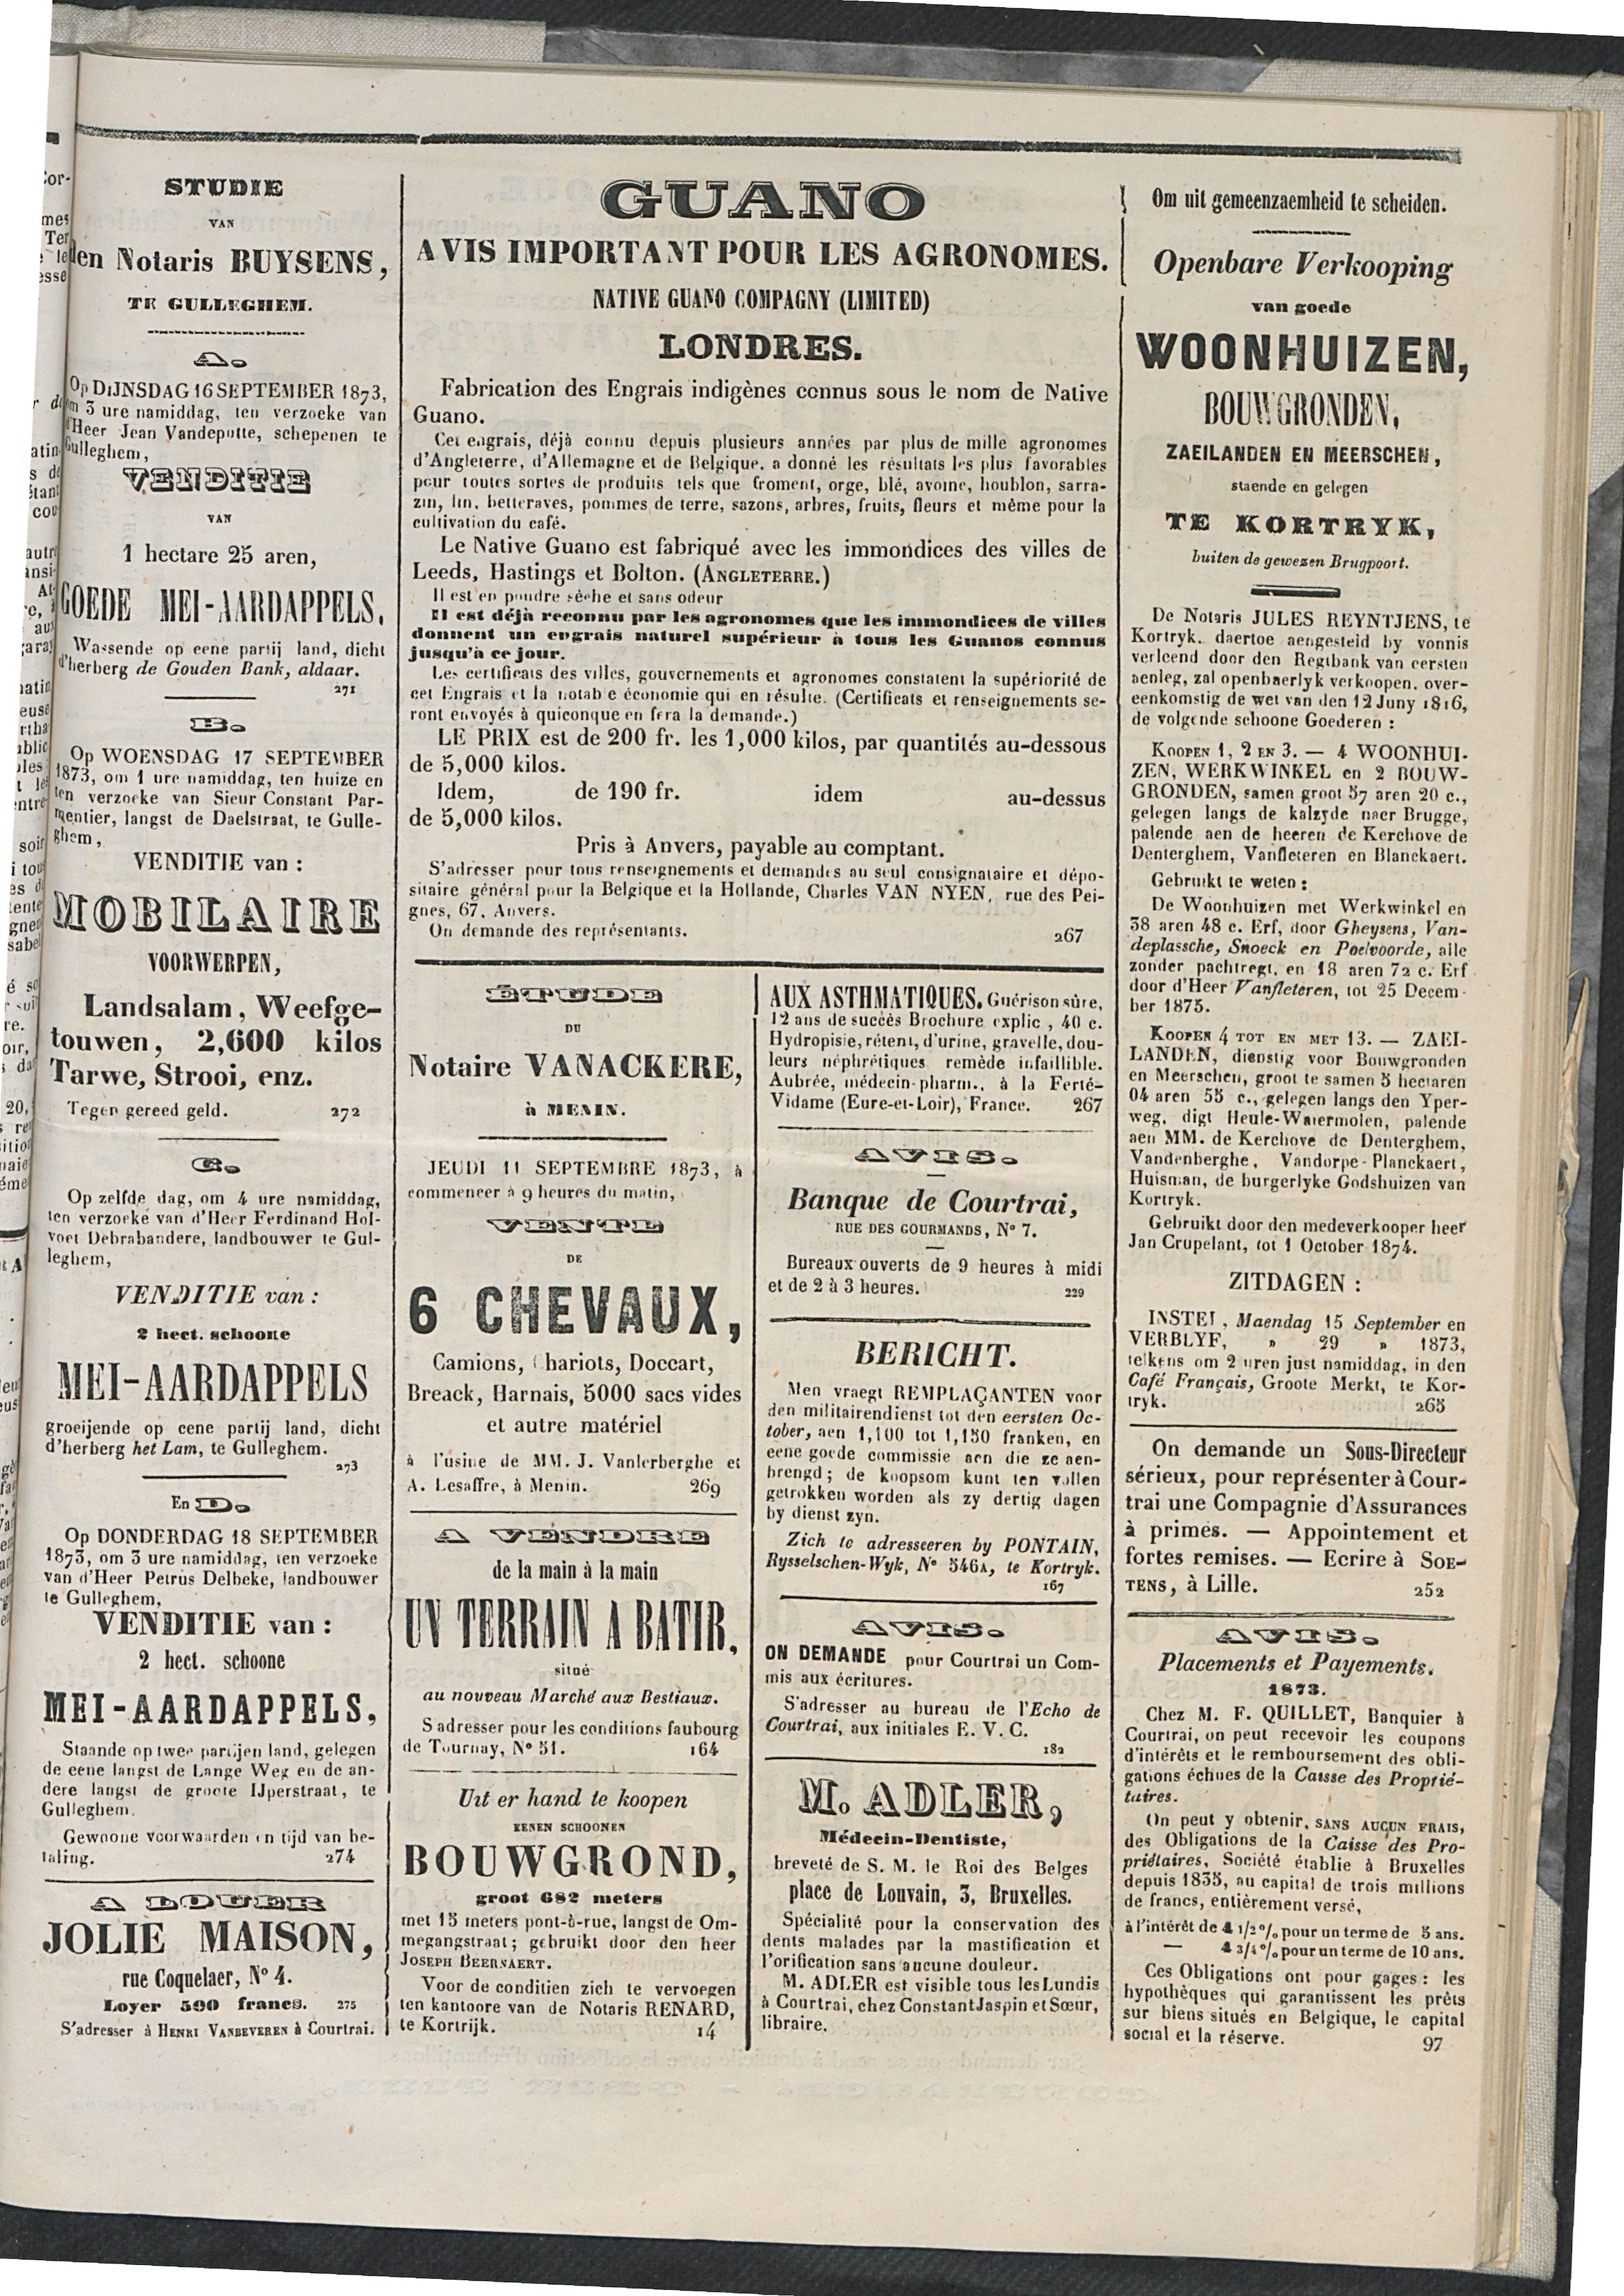 STUDIE
VAN
den Notaris BUYSENS,
TE GULLEGHEM.
A.
Op DIJNSDAG 16 SEPTEMBER 1873,
om 3 ure namiddag, ten verzoeke van
d'Heer Jean Vandeputte, schepenen te
Gulleghem,
VENDITIE
VAN
1 hectare 25 aren,
GOEDE MEI-AARDAPPELS,
Wassende op eene partij land, dicht
d'herberg de Gouden Bank, aldaar.
271
B.
Op WOENSDAG 17 SEPTEMBER
1873, om 1 ure namiddag, ten huize en
ten verzoeke van Sieur Constant Par-
mentier, langst de Daelstraat, te Gulle-
ghem,
VENDITIE van :
MOBILAIRE
VOORWERPEN,
Landsalam, Weefge-
touwen, 2,600 kilos
Tarwe, Strooi, enz.
Tegen gereed geld. 272
C.
Op zelfde dag, om 4 ure namiddag,
ten verzoeke van d'Heer Ferdinand Hol-
voet Debrabandere, landbouwer te Gul-
leghem,
VENDITIE van :
2 hect. schoone
MEI-AARDAPPELS
groeijende op eene partij land, dicht
d'herberg het Lam, te Gulleghem.
273
En D.
Op DONDERDAG 18 SEPTEMBER
1873, om 3 ure namiddag, ten verzoeke
van d'Heer Petrus Delbeke, landbouwer
te Gulleghem,
VENDITIE van :
2 hect. schoone
MEI-AARDAPPELS,
Staande op twee partijen land, gelegen
de eene langst de Lange Weg en de an-
dere langst de groote IJperstraat, te
Gulleghem.
Gewoone voorwaarden en tijd van be-
taling. 274
A LOUER
JOLIE MAISON,
rue Coquelaer, No 4.
Loyer 590 francs. 275
S'adresser à HENRI VANBEVEREN à Courtrai.
GUANO
AVIS IMPORTANT POUR LES AGRONOMES.
NATIVE GUANO COMPAGNY (LIMITED)
LONDRES.
Fabrication des Engrais indigènes connus sous le nom de Native
Guano.
Cet engrais, déjà connu depuis plusieurs années par plus de mille agronomes
d'Angleterre, d'Allemagne et de Belgique, a donné les résultats les plus favorables
pour toutes sortes de produits tels que froment, orge, blé, avoine, houblon, sarra-
zin, lin, betteraves, pommes de terre, sazons, arbres, fruits, fleurs et même pour la
cultivation du café.
Le Native Guano est fabriqué avec les immondices des villes de
Leeds, Hastings et Bolton. (ANGLETERRE.)
Il est en poudre sèche et sans odeur
Il est déjà reconnu par les agronomes que les immondices de villes
donnent un engrais naturel supérieur à tous les Guanos connus
jusqu'à ce jour.
Les certificats des villes, gouvernements et agronomes constatent la supériorité de
cet Engrais et la notable économie qui en résulte. (Certificats et renseignements se-
ront envoyés à quiconque en fera la demande.)
LE PRIX est de 200 fr. les 1,000 kilos, par quantités au-dessous
de 5,000 kilos.
Idem, de 190 fr. idem au-dessus
de 5,000 kilos.
Pris à Anvers, payable au comptant.
S'adresser pour tous renseignements et demandes au seul consignataire et dépo-
sitaire général pour la Belgique et la Hollande, Charles VAN NYEN, rue des Pei-
gnes, 67, Anvers.
On demande des représentants. 267
ÉTUDE
DU
Notaire VANACKERE,
à MENIN.
JEUDI 11 SEPTEMBRE 1873, à
commencer à 9 heures du matin,
VENTE
DE
6 CHEVAUX,
Camions, Chariots, Doccart,
Breack, Harnais, 5000 sacs vides
et autre matériel
à l'usine de MM. J. Vanlerberghe et
A. Lesaffre, à Menin. 269
A VENDRE
de la main à la main
UN TERRAIN A BATIR,
situé
au nouveau Marché aux Bestiaux.
S'adresser pour les conditions faubourg
de Tournay, No 51. 164
Uit er hand te koopen
EENEN SCHOONEN
BOUWGROND,
groot 682 meters
met 15 meters pont-à-rue, langst de Om-
megangstraat; gebruikt door den heer
JOSEPH BEERNAERT.
Voor de conditien zich te vervoegen
ten kantoore van de Notaris RENARD,
te Kortrijk. 14
AUX ASTHMATIQUES. Guérison sûre,
12 ans de succès Brochure explic, 40 c.
Hydropisie, rétent, d'urine, gravelle, dou-
leurs néphrétiques remède infaillible.
Aubrée, médecin-pharm., à la Ferté-
Vidame (Eure-et-Loir), France. 267
AVIS.
Banque de Courtrai,
RUE DES GOURMANDS, No 7.
Bureaux ouverts de 9 heures à midi
et de 2 à 3 heures. 229
BERICHT.
Men vraegt REMPLAÇANTEN voor
den militairendienst tot den eersten Oc-
tober, aen 1,100 tot 1,150 franken, en
eene goede commissie aen die ze aen-
brengd; de koopsom kunt ten vollen
getrokken worden als zy dertig dagen
by dienst zyn.
Zich te adresseeren by PONTAIN,
Rysselschen-Wyk, No 546A, te Kortryk.
167
AVIS.
ON DEMANDE pour Courtrai un Com-
mis aux écritures.
S'adresser au bureau de l'Echo de
Courtrai, aux initiales E. V. C.
182
M. ADLER,
Médecin-Dentiste,
breveté de S. M. le Roi des Belges
place de Louvain, 3, Bruxelles.
Spécialité pour la conservation des
dents malades par la mastification et
l'orification sans aucune douleur.
M. ADLER est visible tous les Lundis
à Courtrai, chez Constant Jaspin et Sœur,
libraire.
Om uit gemeenzaemheid te scheiden.
Openbare Verkooping
van goede
WOONHUIZEN,
BOUWGRONDEN,
ZAEILANDEN EN MEERSCHEN,
staende en gelegen
TE KORTRYK,
buiten de gewezen Brugpoort.
De Notaris JULES REYNTJENS, te
Kortryk. daertoe aengesteld by vonnis
verleend door den Regtbank van eersten
aenleg, zal openbaerlyk verkoopen, over-
eenkomstig de wet van den 12 Juny 1816,
de volgende schoone Goederen :
KOOPEN 1, 2 EN 3. — 4 WOONHUI-
ZEN, WERKWINKEL en 2 BOUW-
GRONDEN, samen groot 57 aren 20 c.,
gelegen langs de kalzyde naer Brugge,
palende aen de heeren de Kerchove de
Denterghem, Vanfleteren en Blanckaert.
Gebruikt te weten :
De Woonhuizen met Werkwinkel en
38 aren 48 c. Erf, door Gheysens, Van-
deplassche, Snoeck en Poelvoorde, alle
zonder pachtregt, en 18 aren 72 c. Erf
door d'Heer Vanfleteren, tot 25 Decem-
ber 1875.
KOOPEN 4 TOT EN MET 13. — ZAEI-
LANDEN, dienstig voor Bouwgronden
en Meerschen, groot te samen 5 hectaren
04 aren 55 c., gelegen langs den Yper-
weg, digt Heule-Watermolen, palende
aen MM. de Kerchove de Denterghem,
Vandenberghe, Vandorpe-Planckaert,
Huisman, de burgerlyke Godshuizen van
Kortryk.
Gebruikt door den medeverkooper heer
Jan Crupelant, tot 1 October 1874.
ZITDAGEN :
INSTEL, Maendag 15 September en
VERBLYF, » 29 » 1873,
telkens om 2 uren just namiddag, in den
Café Français, Groote Merkt, te Kor-
tryk. 265
On demande un Sous-Directeur
sérieux, pour représenter à Cour-
trai une Compagnie d'Assurances
à primes. — Appointement et
fortes remises. — Ecrire à SOE-
TENS, à Lille. 252
AVIS.
Placements et Payements.
1873.
Chez M. F. QUILLET, Banquier à
Courtrai, on peut recevoir les coupons
d'intérêts et le remboursement des obli-
gations échues de la Caisse des Proprié-
taires.
On peut y obtenir, SANS AUCUN FRAIS,
des Obligations de la Caisse des Pro-
priétaires, Société établie à Bruxelles
depuis 1835, au capital de trois millions
de francs, entièrement versé,
à l'intérêt de 4 1/2 % pour un terme de 5 ans.
— 4 3/4 % pour un terme de 10 ans.
Ces Obligations ont pour gages : les
hypothèques qui garantissent les prêts
sur biens situés en Belgique, le capital
social et la réserve. 97